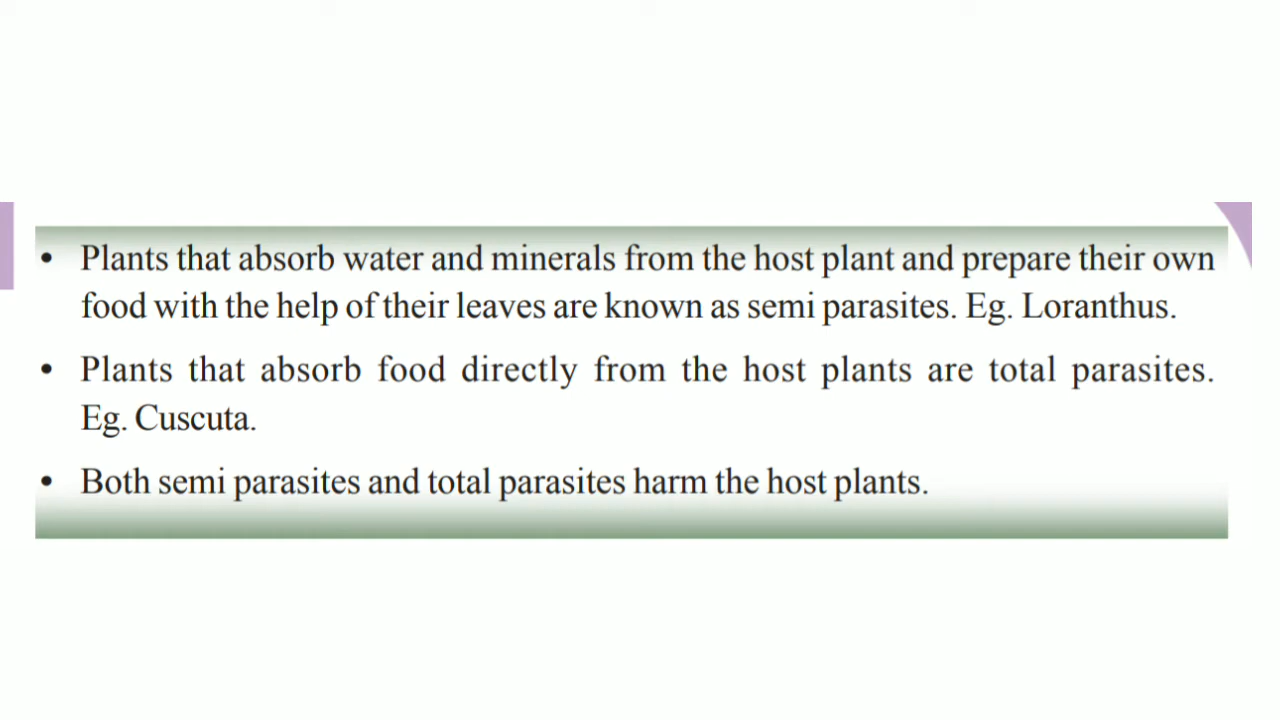 • Plants that absorb water and minerals from the host plant and prepare their own
food with the help of their leaves are known as semi parasites. Eg. Loranthus.
• Plants that absorb food directly from the host plants are total parasites.
Eg. Cuscuta.
• Both semi parasites and total parasites harm the host plants.